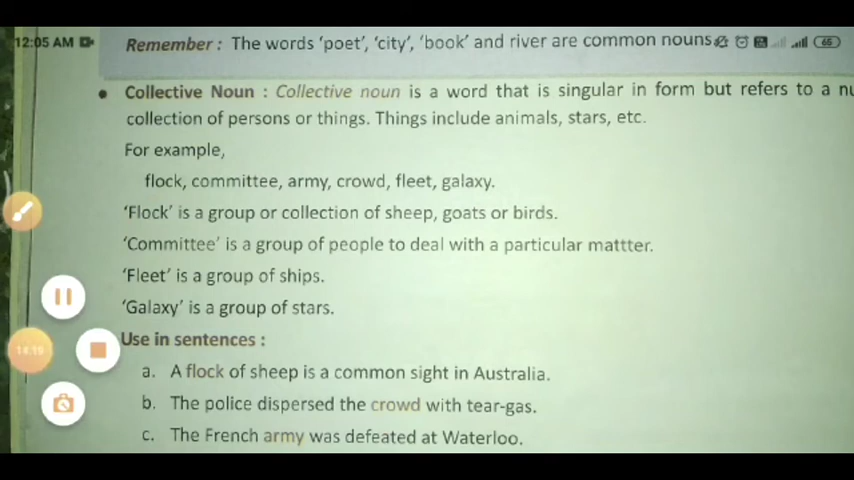 12:05 AM
Remember : The words 'poet', 'city', 'book' and river are common nouns
66
• Collective Noun : Collective noun is a word that is singular in form but refers to a nu
collection of persons or things. Things include animals, stars, etc.
For example,
flock, committee, army, crowd, fleet, galaxy.
'Flock' is a group or collection of sheep, goats or birds.
'Committee' is a group of people to deal with a particular mattter.
'Fleet' is a group of ships.
'Galaxy' is a group of stars.
Use in sentences :
a. A flock of sheep is a common sight in Australia.
b. The police dispersed the crowd with tear-gas.
c. The French army was defeated at Waterloo.